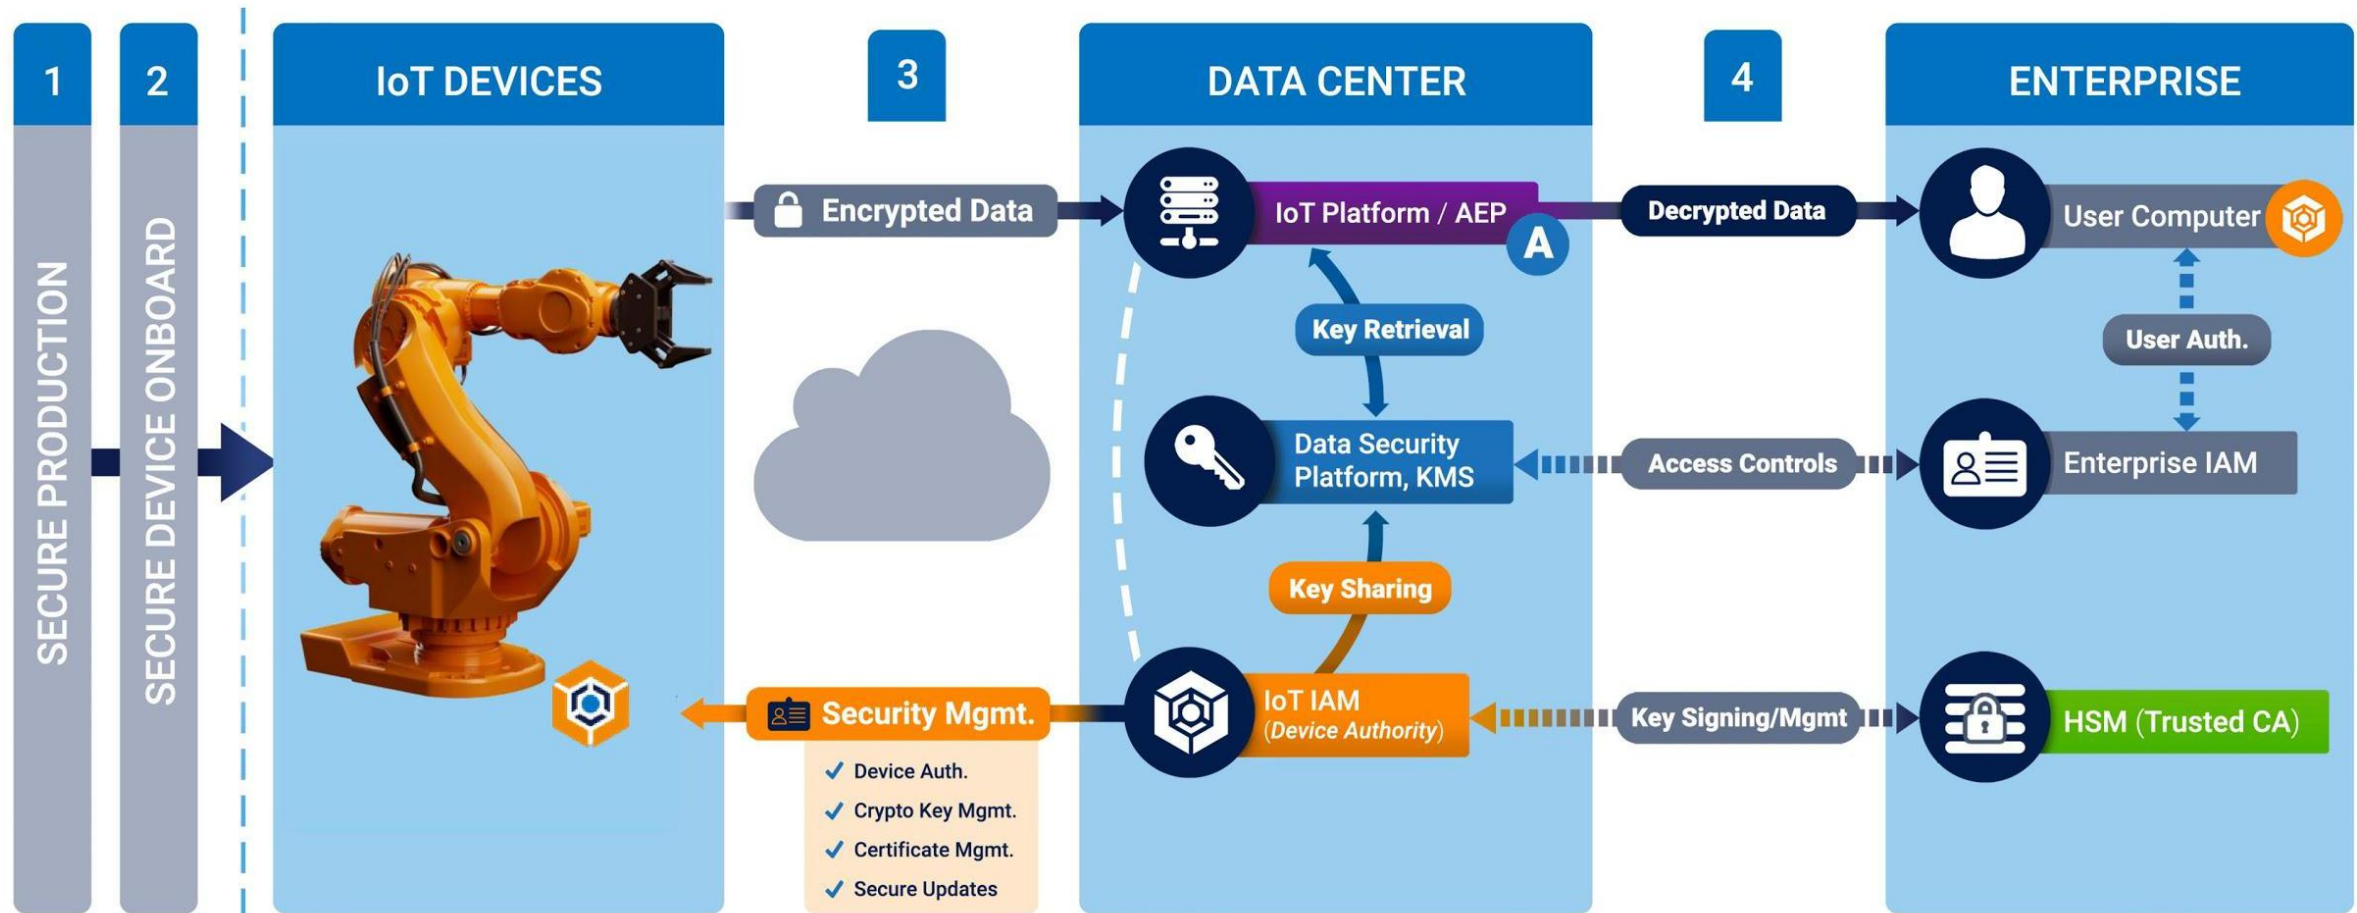 1
SECURE PRODUCTION
2
SECURE DEVICE ONBOARD
IoT DEVICES
3
Encrypted Data
Security Mgmt.
Device Auth.
Crypto Key Mgmt.
Certificate Mgmt.
Secure Updates
DATA CENTER
IoT Platform / AEP
A
Key Retrieval
Data Security
Platform, KMS
Key Sharing
IoT IAM
(Device Authority)
4
Decrypted Data
Access Controls
Key Signing/Mgmt
ENTERPRISE
User Computer
User Auth.
Enterprise IAM
HSM (Trusted CA)